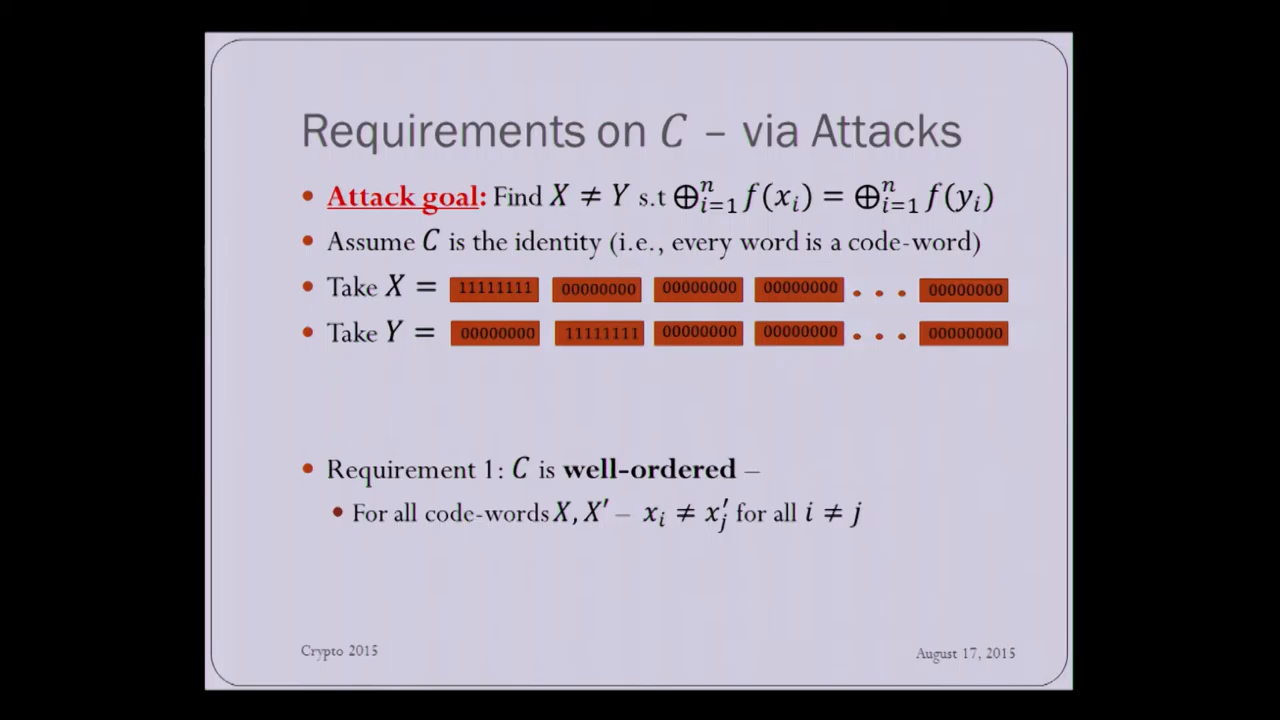 Requirements on C – via Attacks
• Attack goal: Find X ≠ Y s.t ⊕ⁿᵢ₌₁ f(xᵢ) = ⊕ⁿᵢ₌₁ f(yᵢ)
• Assume C is the identity (i.e., every word is a code-word)
• Take X = 11111111 00000000 00000000 00000000 . . . 00000000
• Take Y = 00000000 11111111 00000000 00000000 . . . 00000000
• Requirement 1: C is well-ordered –
• For all code-words X, X′ – xᵢ ≠ x′ⱼ for all i ≠ j
Crypto 2015 August 17, 2015